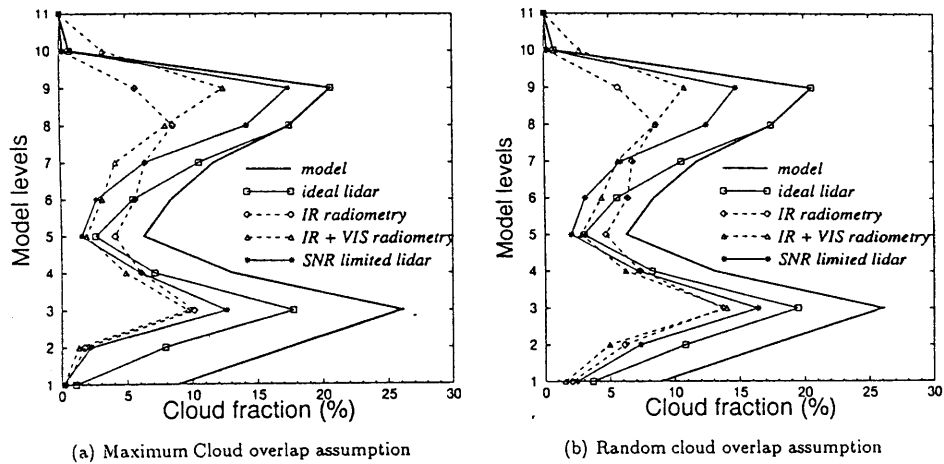 11
10
9
8
7
6
5
4
3
2
1
Model levels
model
ideal lidar
IR radiometry
IR + VIS radiometry
SNR limited lidar
0 5 10 15 20 25 30
Cloud fraction (%)
(a) Maximum Cloud overlap assumption
11
10
9
8
7
6
5
4
3
2
1
Model levels
model
ideal lidar
IR radiometry
IR + VIS radiometry
SNR limited lidar
0 5 10 15 20 25 30
Cloud fraction (%)
(b) Random cloud overlap assumption